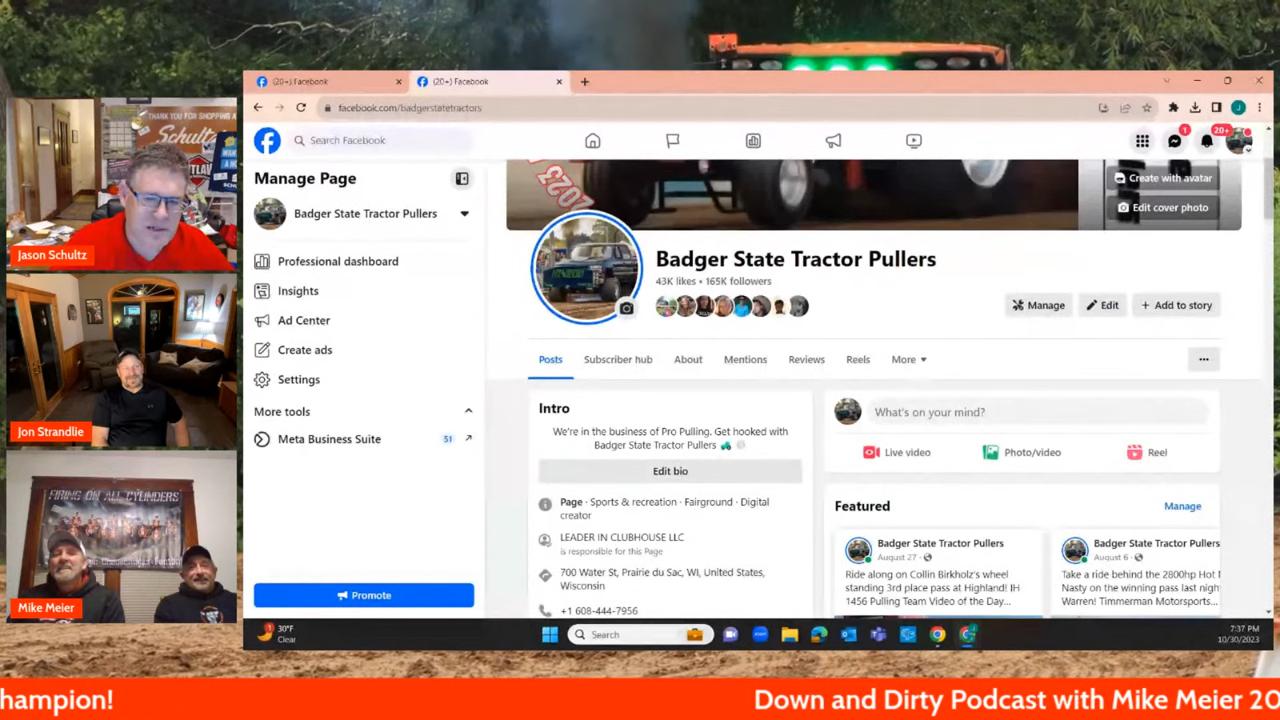 THANK YOU FOR SHOPPING A
Schultz
Jason Schultz
Jon Strandlie
FIRING ON ALL CYLINDERS
Mike Meier
(20+) Facebook
(20+) Facebook
facebook.com/badgerstatetractors
Search Facebook
1
20+
J
Manage Page
Badger State Tractor Pullers
Professional dashboard
Insights
Ad Center
Create ads
Settings
More tools
Meta Business Suite
51
Promote
2023
Create with avatar
Edit cover photo
Badger State Tractor Pullers
43K likes • 165K followers
Manage
Edit
+ Add to story
Posts
Subscriber hub
About
Mentions
Reviews
Reels
More
Intro
We're in the business of Pro Pulling. Get hooked with
Badger State Tractor Pullers
Edit bio
Page · Sports & recreation · Fairground · Digital
creator
LEADER IN CLUBHOUSE LLC
is responsible for this Page
700 Water St, Prairie du Sac, WI, United States,
Wisconsin
+1 608-444-7956
What's on your mind?
Live video
Photo/video
Reel
Featured
Manage
Badger State Tractor Pullers
August 27 ·
Ride along on Collin Birkholz's wheel
standing 3rd place pass at Highland! IH
1456 Pulling Team Video of the Day...
Badger State Tractor Pullers
August 6 ·
Take a ride behind the 2800hp Hot
Nasty on the winning pass last night
Warren! Timmerman Motorsports...
1
30°F
Clear
Search
7:37 PM
10/30/2023
hampion!
Down and Dirty Podcast with Mike Meier 20